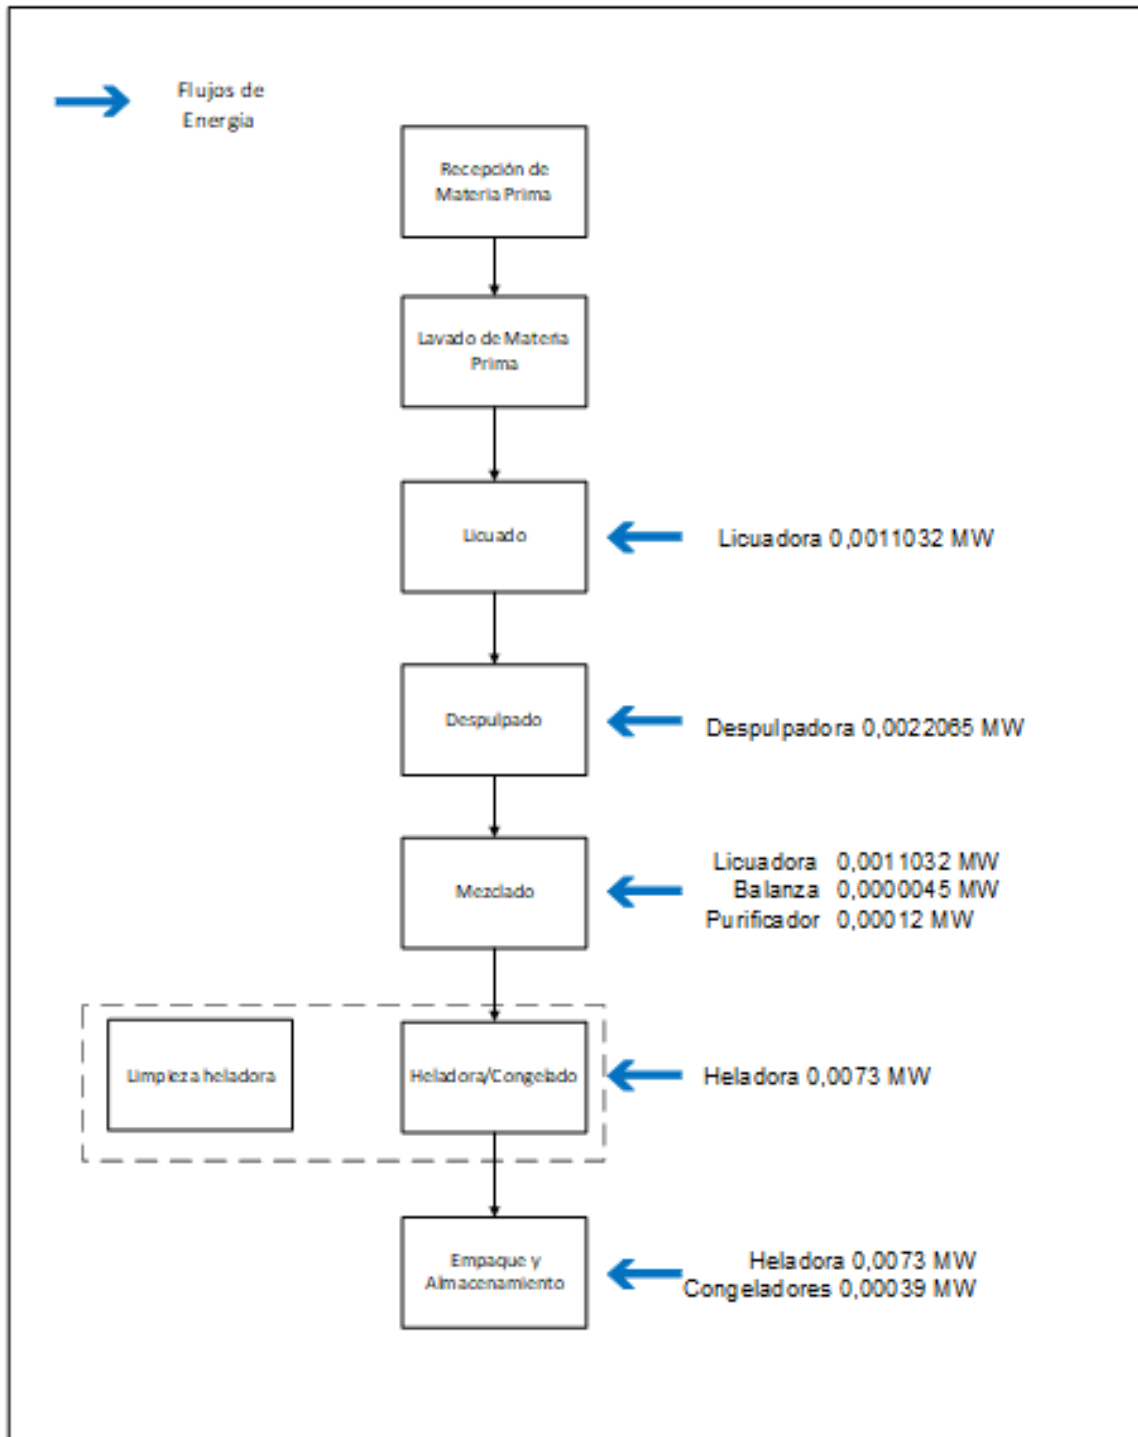 Flujos de
Energia
Recepción de
Materia Prima
Lavado de Materia
Prima
Licuado
Licuadora 0,0011032 MW
Despulpado
Despulpadora 0,0022065 MW
Mezclado
Licuadora 0,0011032 MW
Balanza 0,0000045 MW
Purificador 0,00012 MW
Limpieza heladora
Heladora/Congelado
Heladora 0,0073 MW
Empaque y
Almacenamiento
Heladora 0,0073 MW
Congeladores 0,00039 MW